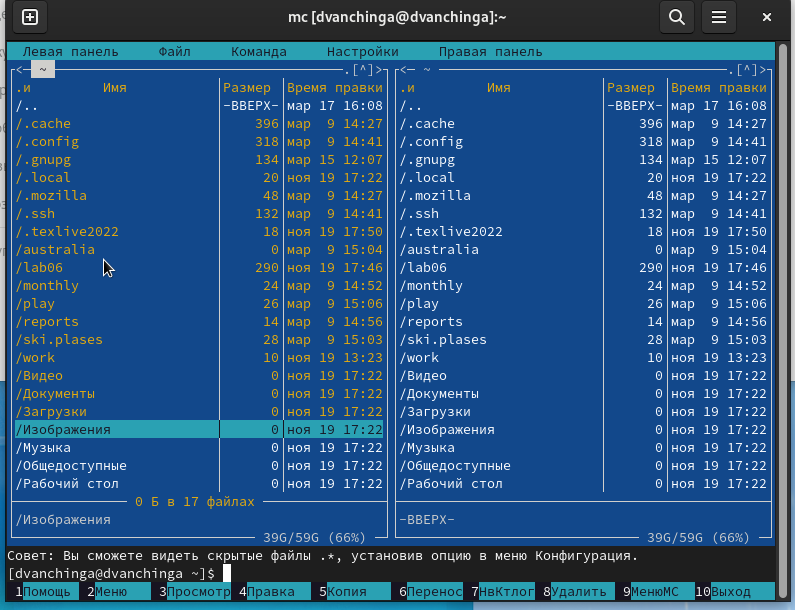 mc [dvanchinga@dvanchinga]:~
Левая панель Файл Команда Настройки Правая панель
<- ~ .[^]> <- ~ .[^]>
.и Имя Размер Время правки .и Имя Размер Время правки
/.. -ВВЕРХ- мар 17 16:08 /.. -ВВЕРХ- мар 17 16:08
/.cache 396 мар 9 14:27 /.cache 396 мар 9 14:27
/.config 318 мар 9 14:41 /.config 318 мар 9 14:41
/.gnupg 134 мар 15 12:07 /.gnupg 134 мар 15 12:07
/.local 20 ноя 19 17:22 /.local 20 ноя 19 17:22
/.mozilla 48 мар 9 14:27 /.mozilla 48 мар 9 14:27
/.ssh 132 мар 9 14:41 /.ssh 132 мар 9 14:41
/.texlive2022 18 ноя 19 17:50 /.texlive2022 18 ноя 19 17:50
/australia 0 мар 9 15:04 /australia 0 мар 9 15:04
/lab06 290 ноя 19 17:46 /lab06 290 ноя 19 17:46
/monthly 24 мар 9 14:52 /monthly 24 мар 9 14:52
/play 26 мар 9 15:06 /play 26 мар 9 15:06
/reports 14 мар 9 14:56 /reports 14 мар 9 14:56
/ski.plases 28 мар 9 15:03 /ski.plases 28 мар 9 15:03
/work 10 ноя 19 13:23 /work 10 ноя 19 13:23
/Видео 0 ноя 19 17:22 /Видео 0 ноя 19 17:22
/Документы 0 ноя 19 17:22 /Документы 0 ноя 19 17:22
/Загрузки 0 ноя 19 17:22 /Загрузки 0 ноя 19 17:22
/Изображения 0 ноя 19 17:22 /Изображения 0 ноя 19 17:22
/Музыка 0 ноя 19 17:22 /Музыка 0 ноя 19 17:22
/Общедоступные 0 ноя 19 17:22 /Общедоступные 0 ноя 19 17:22
/Рабочий стол 0 ноя 19 17:22 /Рабочий стол 0 ноя 19 17:22
0 Б в 17 файлах
/Изображения -ВВЕРХ-
39G/59G (66%) 39G/59G (66%)
Совет: Вы сможете видеть скрытые файлы .*, установив опцию в меню Конфигурация.
[dvanchinga@dvanchinga ~]$
1Помощь 2Меню 3Просмотр 4Правка 5Копия 6Перенос 7НвКтлог 8Удалить 9МенюМС 10Выход